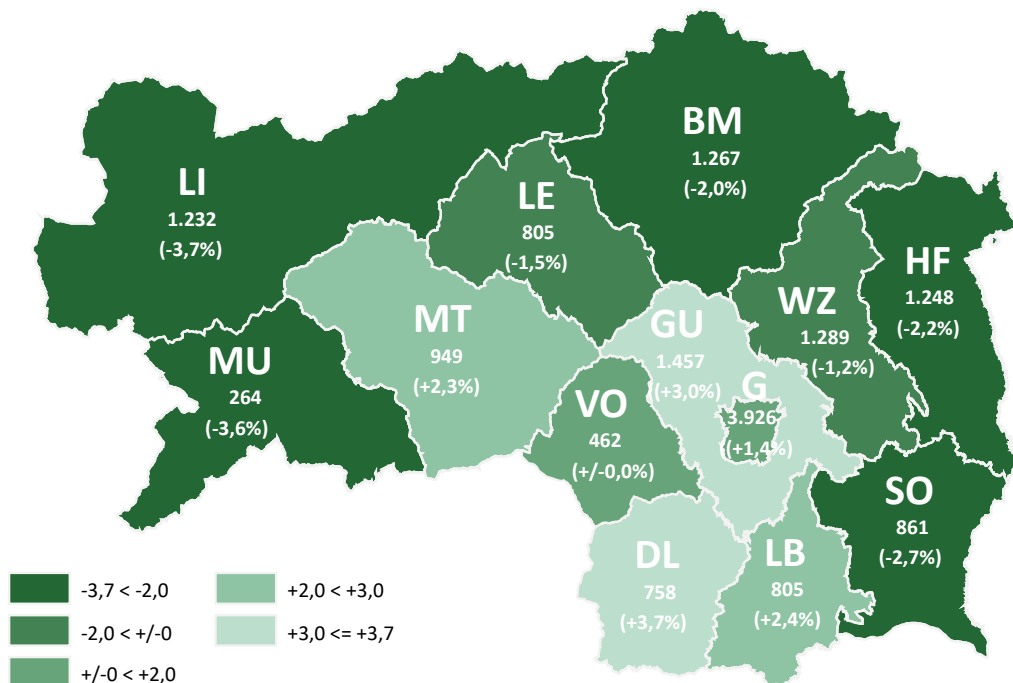 BM
1.267
(-2,0%)
LI
1.232
(-3,7%)
LE
805
(-1,5%)
HF
1.248
(-2,2%)
WZ
1.289
(-1,2%)
MT
949
(+2,3%)
GU
1.457
(+3,0%)
MU
264
(-3,6%)
G
3.926
(+1,4%)
VO
462
(+/-0,0%)
SO
861
(-2,7%)
DL
758
(+3,7%)
LB
805
(+2,4%)
-3,7 < -2,0
-2,0 < +/-0
+/-0 < +2,0
+2,0 < +3,0
+3,0 <= +3,7